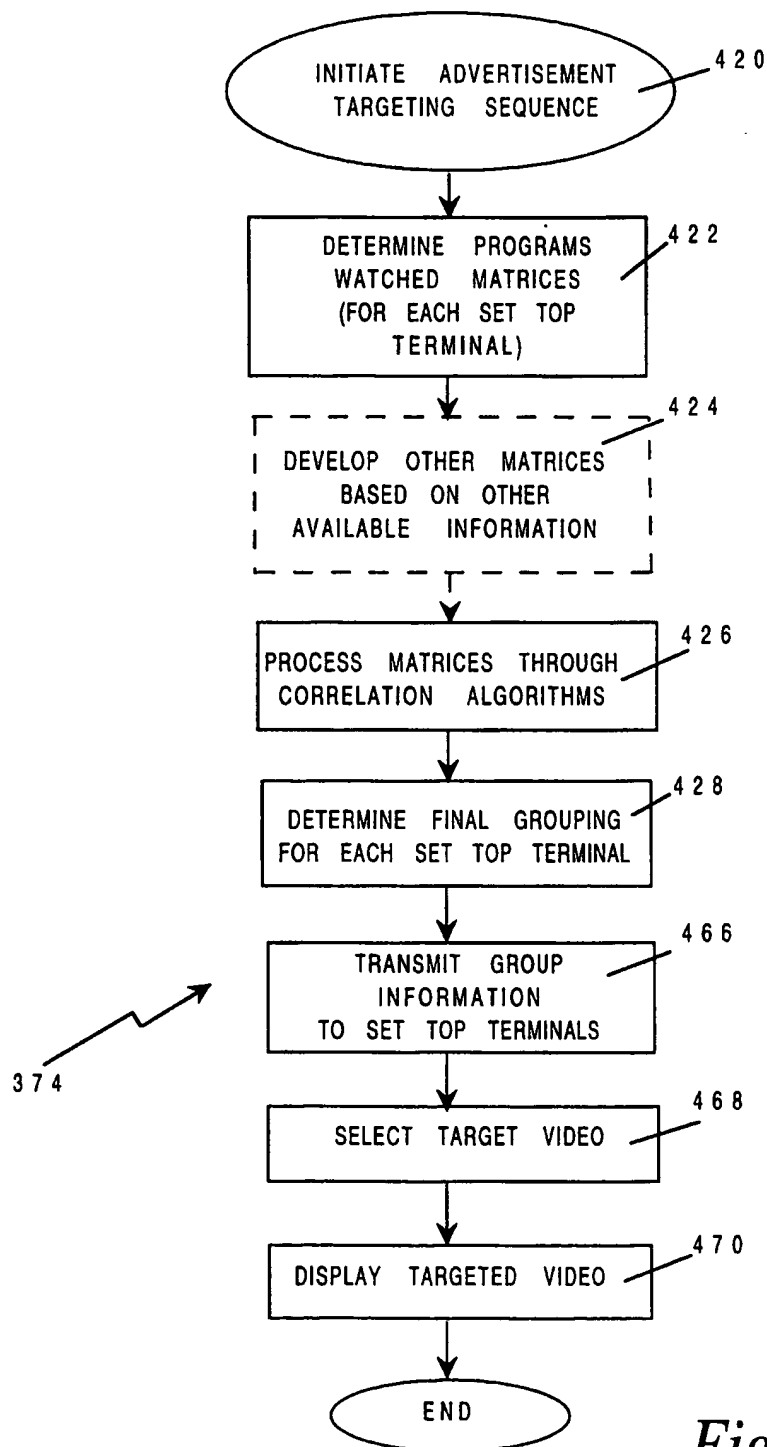 INITIATE ADVERTISEMENT
TARGETING SEQUENCE
420
DETERMINE PROGRAMS
WATCHED MATRICES
(FOR EACH SET TOP
TERMINAL)
422
DEVELOP OTHER MATRICES
BASED ON OTHER
AVAILABLE INFORMATION
424
PROCESS MATRICES THROUGH
CORRELATION ALGORITHMS
426
DETERMINE FINAL GROUPING
FOR EACH SET TOP TERMINAL
428
TRANSMIT GROUP
INFORMATION
TO SET TOP TERMINALS
466
374
SELECT TARGET VIDEO
468
DISPLAY TARGETED VIDEO
470
END